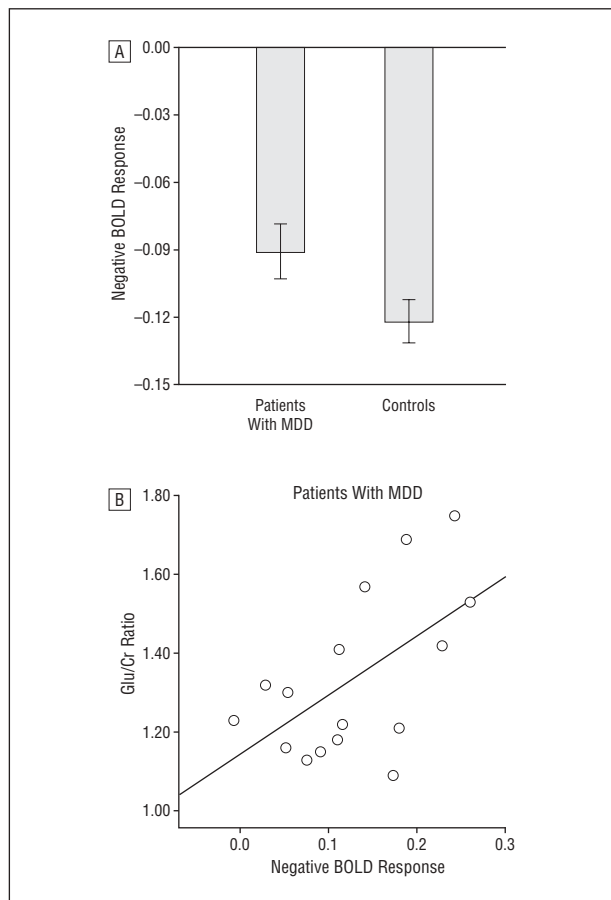 A
0.00
−0.03
−0.06
−0.09
−0.12
−0.15
Negative BOLD Response
Patients
With MDD
Controls
B
Patients With MDD
1.80
1.60
1.40
1.20
1.00
Glu/Cr Ratio
0.0 0.1 0.2 0.3
Negative BOLD Response